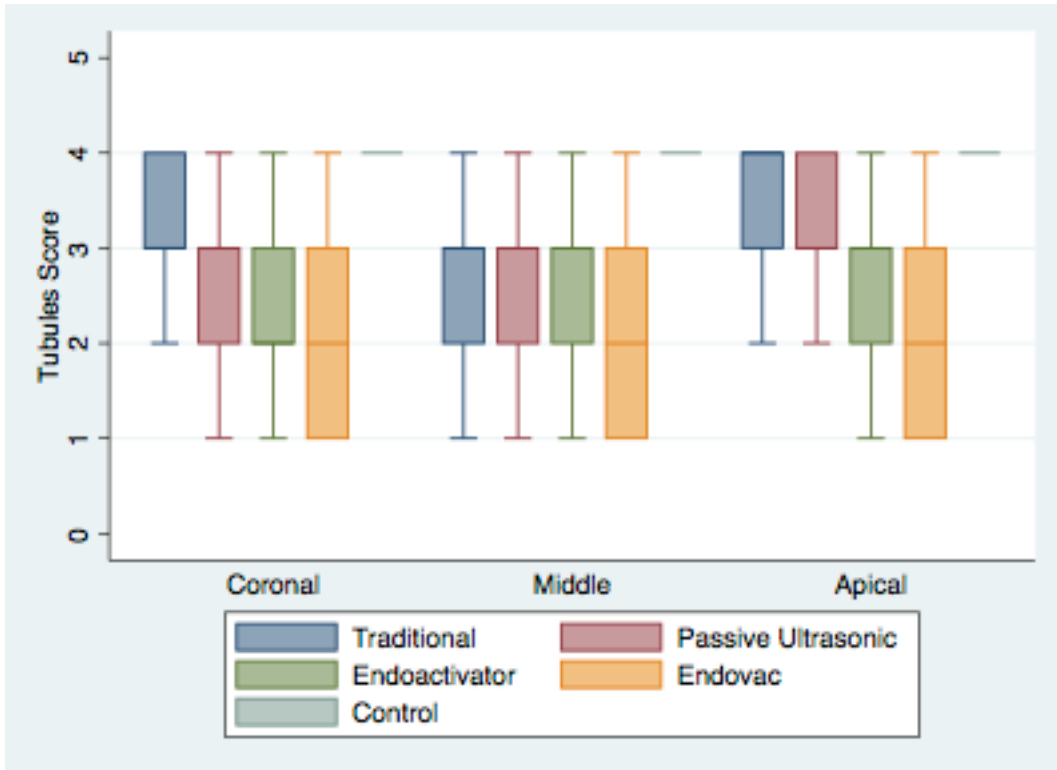 Tubules Score
5
4
3
2
1
0
Coronal Middle Apical
Traditional Passive Ultrasonic
Endoactivator Endovac
Control